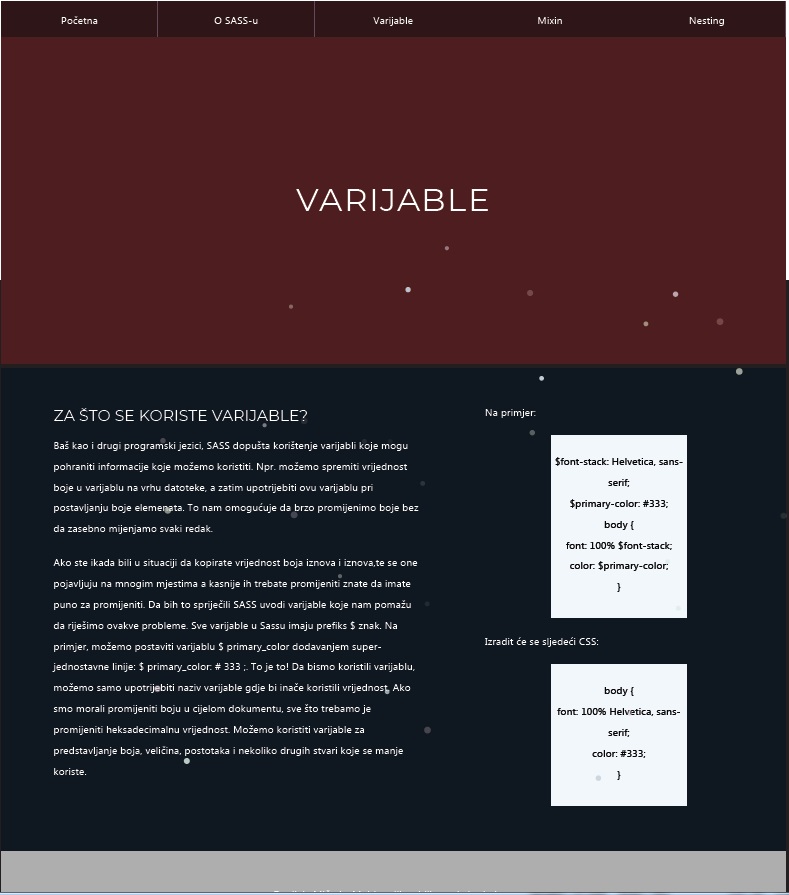 Početna
O SASS-u
Varijable
Mixin
Nesting
VARIJABLE
ZA ŠTO SE KORISTE VARIJABLE?
Baš kao i drugi programski jezici, SASS dopušta korištenje varijabli koje mogu
pohraniti informacije koje možemo koristiti. Npr. možemo spremiti vrijednost
boje u varijablu na vrhu datoteke, a zatim upotrijebiti ovu varijablu pri
postavljanju boje elemenata. To nam omogućuje da brzo promijenimo boje bez
da zasebno mijenjamo svaki redak.
Ako ste ikada bili u situaciji da kopirate vrijednost boja iznova i iznova,te se one
pojavljuju na mnogim mjestima a kasnije ih trebate promijeniti znate da imate
puno za promijeniti. Da bih to spriječili SASS uvodi varijable koje nam pomažu
da riješimo ovakve probleme. Sve varijable u Sassu imaju prefiks $ znak. Na
primjer, možemo postaviti varijablu $ primary_color dodavanjem super-
jednostavne linije: $ primary_color: # 333 ;. To je to! Da bismo koristili varijablu,
možemo samo upotrijebiti naziv varijable gdje bi inače koristili vrijednost. Ako
smo morali promijeniti boju u cijelom dokumentu, sve što trebamo je
promijeniti heksadecimalnu vrijednost. Možemo koristiti varijable za
predstavljanje boja, veličina, postotaka i nekoliko drugih stvari koje se manje
koriste.
Na primjer:
$font-stack: Helvetica, sans-
serif;
$primary-color: #333;
body {
font: 100% $font-stack;
color: $primary-color;
}
Izradit će se sljedeći CSS:
body {
font: 100% Helvetica, sans-
serif;
color: #333;
}